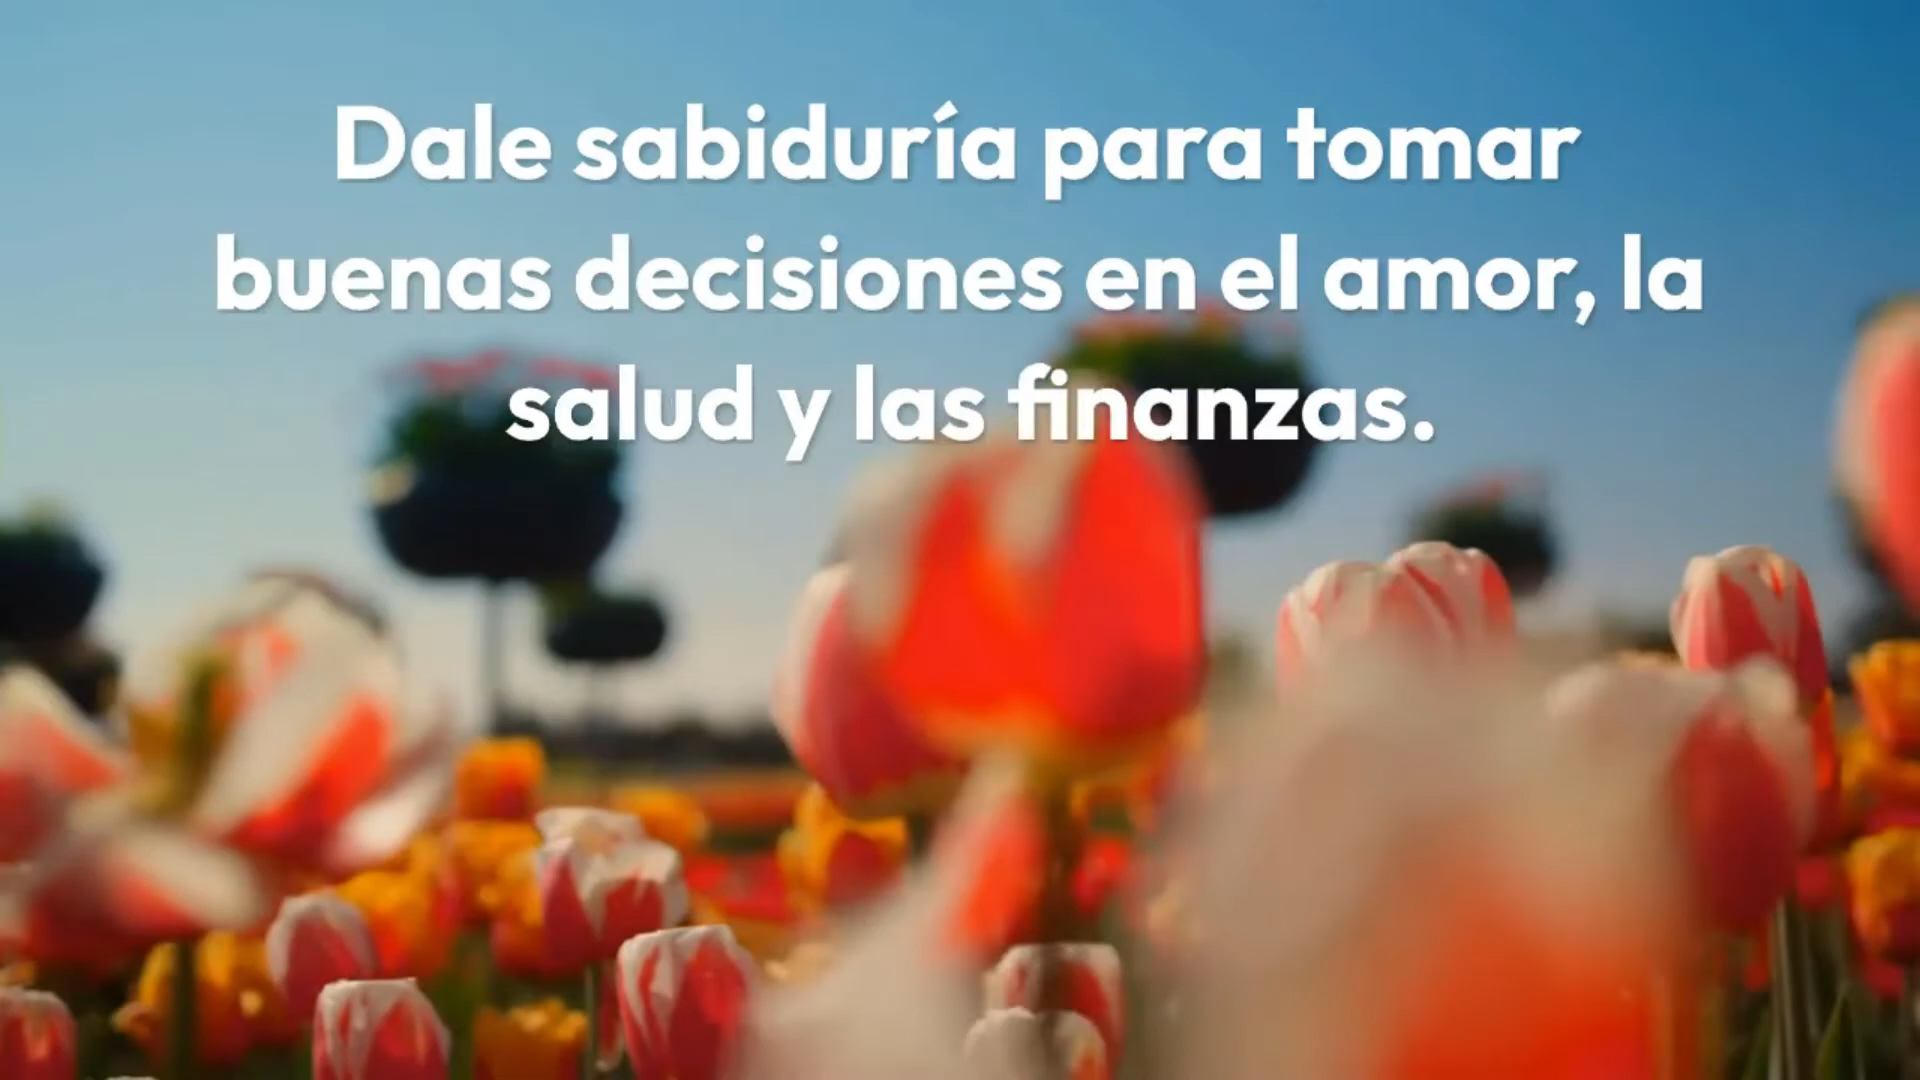 Dale sabiduría para tomar
buenas decisiones en el amor, la
salud y las finanzas.